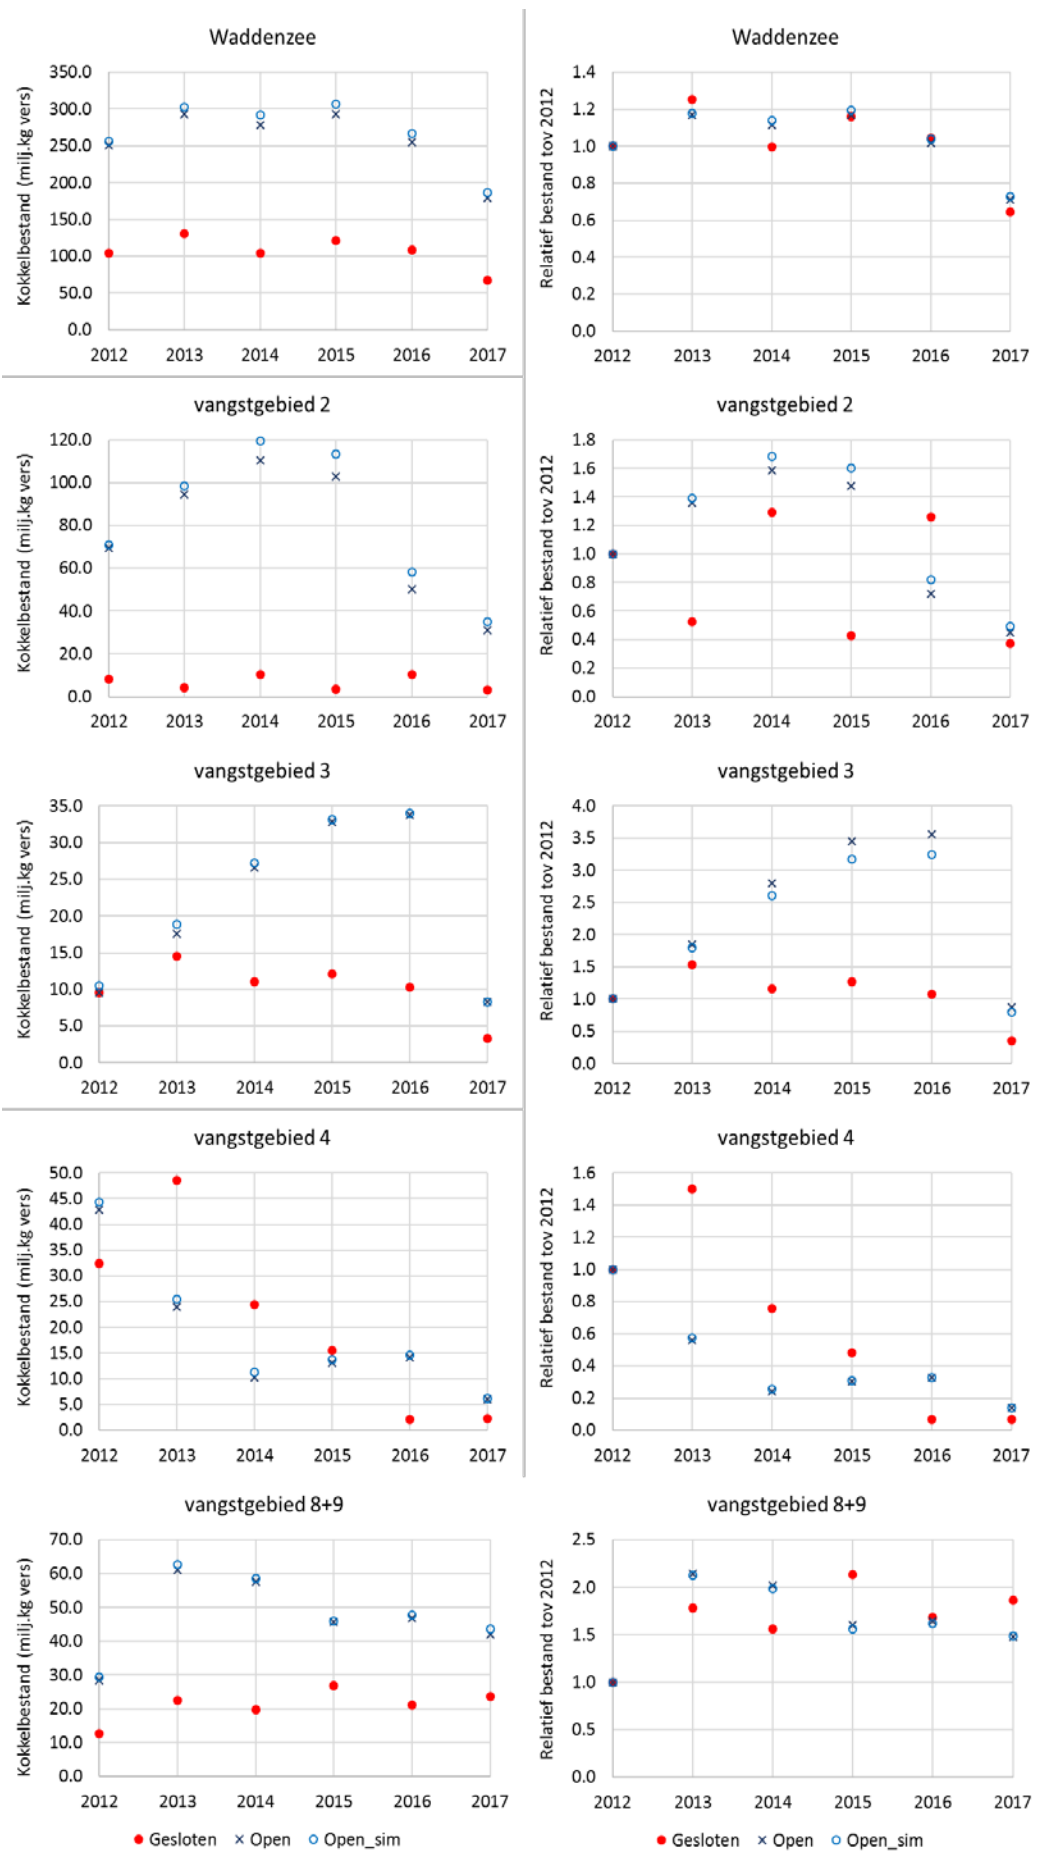 Waddenzee
Kokkelbestand (milj.kg vers)
350.0
300.0
250.0
200.0
150.0
100.0
50.0
0.0
2012 2013 2014 2015 2016 2017
Waddenzee
Relatief bestand tov 2012
1.4
1.2
1.0
0.8
0.6
0.4
0.2
0.0
2012 2013 2014 2015 2016 2017
vangstgebied 2
Kokkelbestand (milj.kg vers)
120.0
100.0
80.0
60.0
40.0
20.0
0.0
2012 2013 2014 2015 2016 2017
vangstgebied 2
Relatief bestand tov 2012
1.8
1.6
1.4
1.2
1.0
0.8
0.6
0.4
0.2
0.0
2012 2013 2014 2015 2016 2017
vangstgebied 3
Kokkelbestand (milj.kg vers)
35.0
30.0
25.0
20.0
15.0
10.0
5.0
0.0
2012 2013 2014 2015 2016 2017
vangstgebied 3
Relatief bestand tov 2012
4.0
3.5
3.0
2.5
2.0
1.5
1.0
0.5
0.0
2012 2013 2014 2015 2016 2017
vangstgebied 4
Kokkelbestand (milj.kg vers)
50.0
45.0
40.0
35.0
30.0
25.0
20.0
15.0
10.0
5.0
0.0
2012 2013 2014 2015 2016 2017
vangstgebied 4
Relatief bestand tov 2012
1.6
1.4
1.2
1.0
0.8
0.6
0.4
0.2
0.0
2012 2013 2014 2015 2016 2017
vangstgebied 8+9
Kokkelbestand (milj.kg vers)
70.0
60.0
50.0
40.0
30.0
20.0
10.0
0.0
2012 2013 2014 2015 2016 2017
Gesloten Open Open_sim
vangstgebied 8+9
Relatief bestand tov 2012
2.5
2.0
1.5
1.0
0.5
0.0
2012 2013 2014 2015 2016 2017
Gesloten Open Open_sim